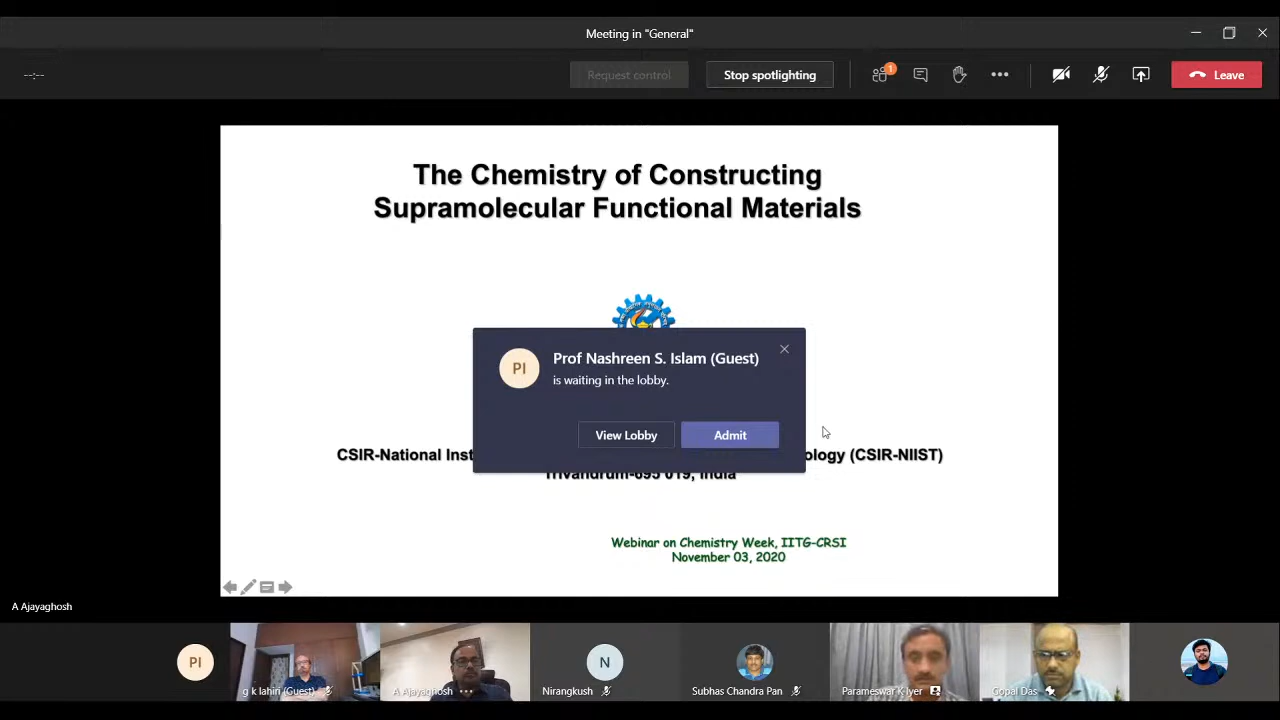 Meeting in "General"
--:--
Request control
Stop spotlighting
1
Leave
The Chemistry of Constructing
Supramolecular Functional Materials
PI
Prof Nashreen S. Islam (Guest)
is waiting in the lobby.
View Lobby
Admit
CSIR-National Inst
ology (CSIR-NIIST)
Trivandrum-695 019, India
Webinar on Chemistry Week, IITG-CRSI
November 03, 2020
A Ajayaghosh
PI
g k lahiri (Guest)
A Ajayaghosh
N
Nirangkush
Subhas Chandra Pan
Parameswar K Iyer
Gopal Das